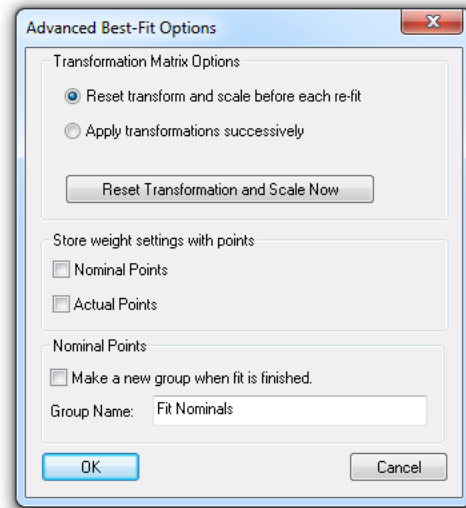 Advanced Best-Fit Options
Transformation Matrix Options
Reset transform and scale before each re-fit
Apply transformations successively
Reset Transformation and Scale Now
Store weight settings with points
Nominal Points
Actual Points
Nominal Points
Make a new group when fit is finished.
Group Name: Fit Nominals
OK Cancel